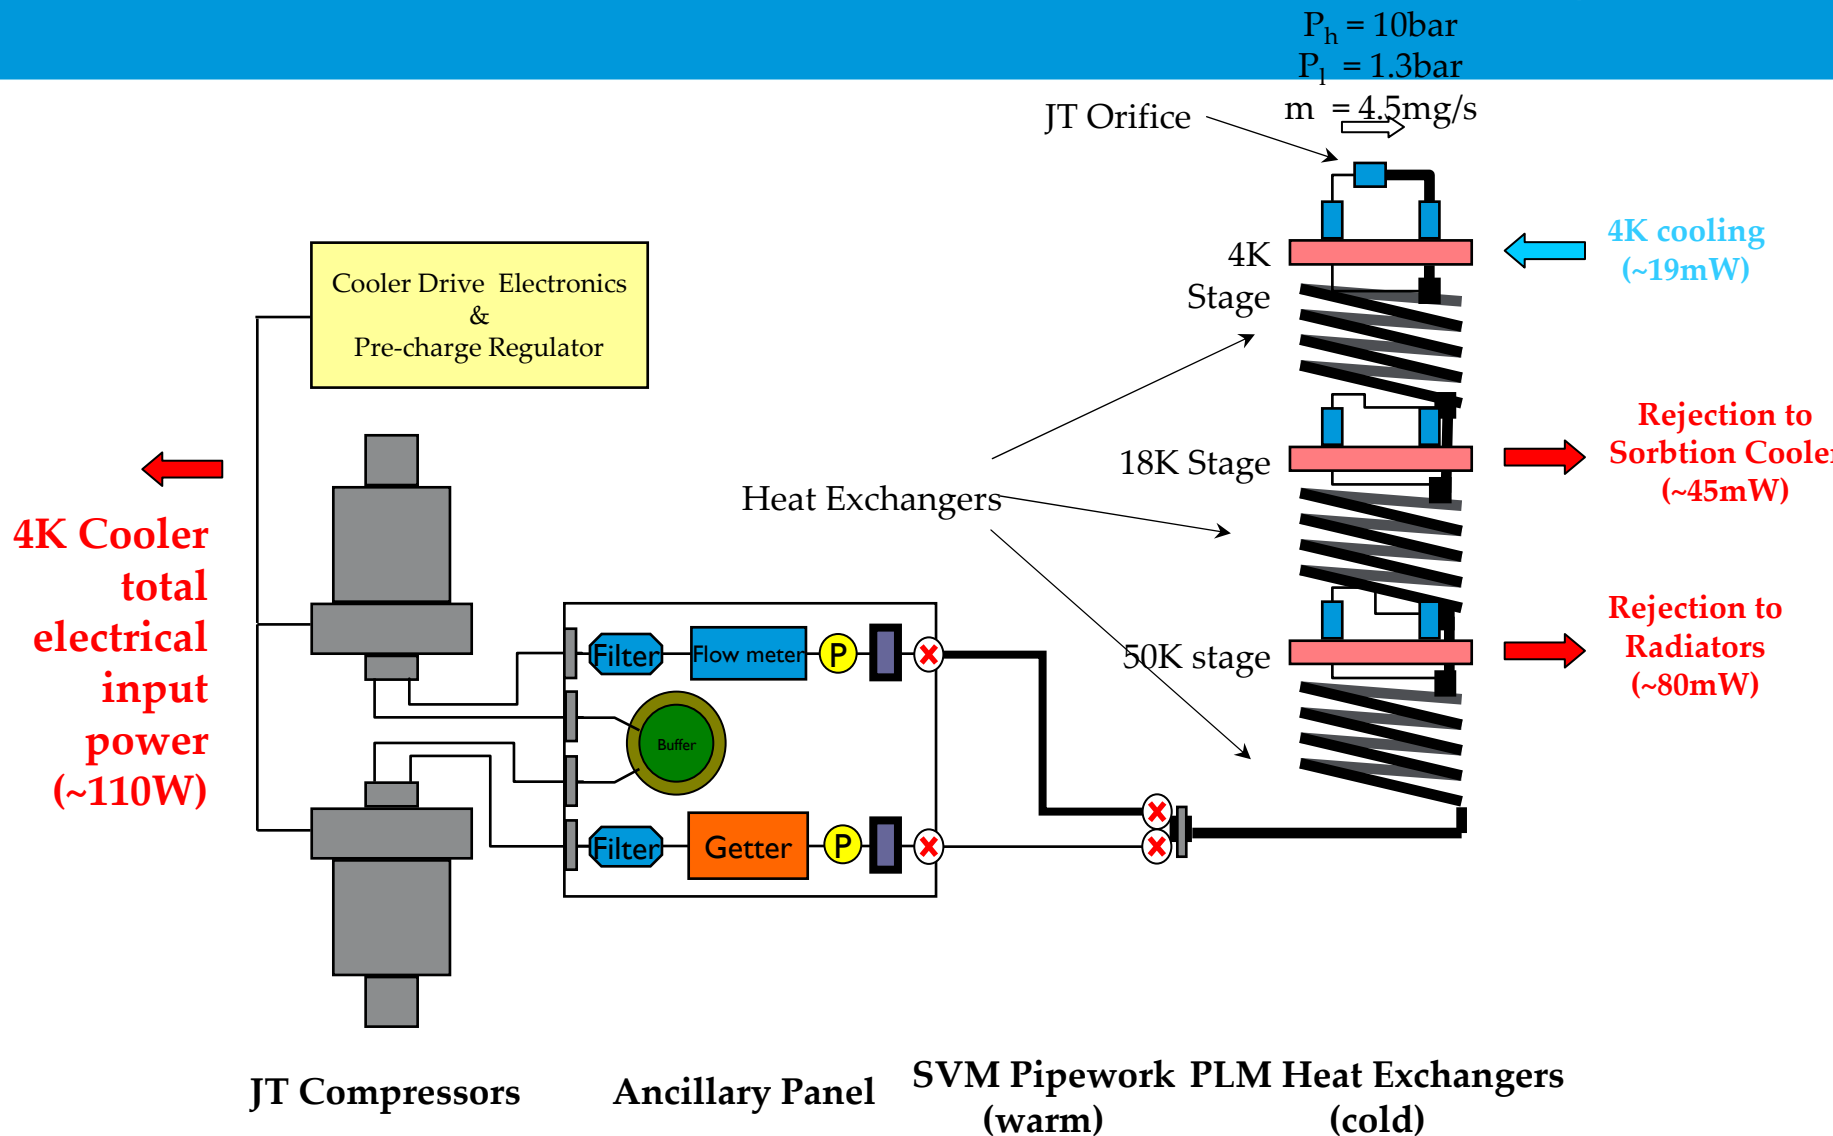 Ph = 10bar
Pl = 1.3bar
m = 4.5mg/s
JT Orifice
4K cooling
(~19mW)
4K
Stage
Cooler Drive Electronics
&
Pre-charge Regulator
Rejection to
Sorbtion Cooler
(~45mW)
18K Stage
Heat Exchangers
4K Cooler
total
electrical
input
power
(~110W)
Rejection to
Radiators
(~80mW)
50K stage
Filter
Flow meter
P
Buffer
Filter
Getter
P
JT Compressors
Ancillary Panel
SVM Pipework
(warm)
PLM Heat Exchangers
(cold)